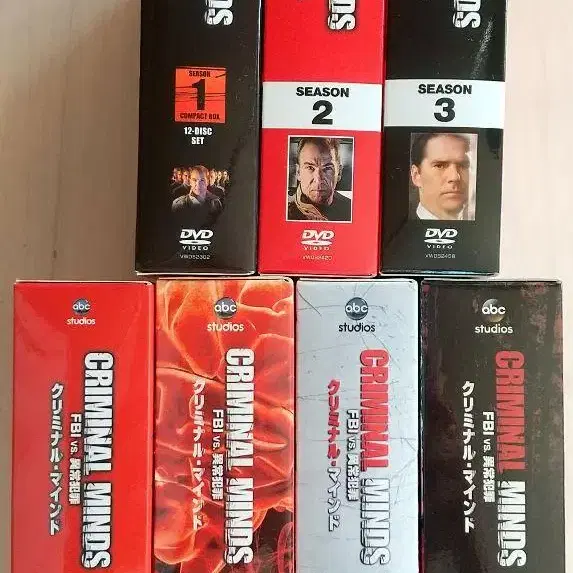 MINDS
SEASON
1
COMPACT BOX
12-DISC
SET
DVD
VIDEO
MINDS
SEASON
2
DVD
VIDEO
MINDS
SEASON
3
DVD
VIDEO
abc
studios
CRIMINAL MINDS
FBI vs. 異常犯罪
クリミナル・マインド
abc
studios
CRIMINAL MINDS
FBI vs. 異常犯罪
クリミナル・マインド
abc
studios
CRIMINAL MINDS
FBI vs. 異常犯罪
クリミナル・マインド
abc
studios
CRIMINAL MINDS
FBI vs. 異常犯罪
クリミナル・マインド